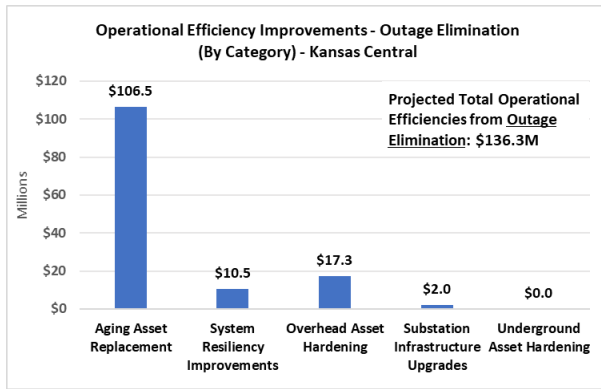 Operational Efficiency Improvements - Outage Elimination
(By Category) - Kansas Central
Projected Total Operational
Efficiencies from Outage
Elimination: $136.3M
Millions
$120
$100
$80
$60
$40
$20
$0
$106.5
$10.5
$17.3
$2.0
$0.0
Aging Asset
Replacement
System
Resiliency
Improvements
Overhead Asset
Hardening
Substation
Infrastructure
Upgrades
Underground
Asset Hardening